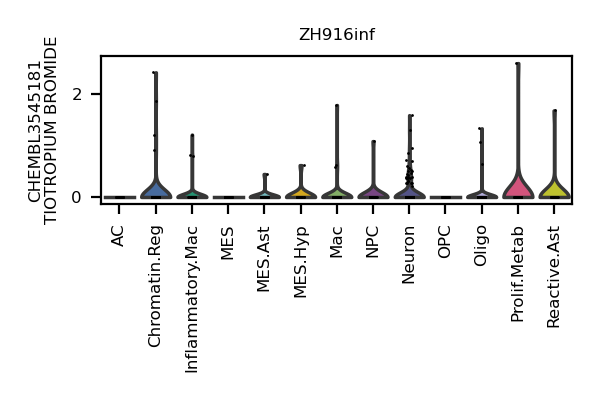 ZH916inf
CHEMBL3545181
TIOTROPIUM BROMIDE
2
0
AC
Chromatin.Reg
Inflammatory.Mac
MES
MES.Ast
MES.Hyp
Mac
NPC
Neuron
OPC
Oligo
Prolif.Metab
Reactive.Ast